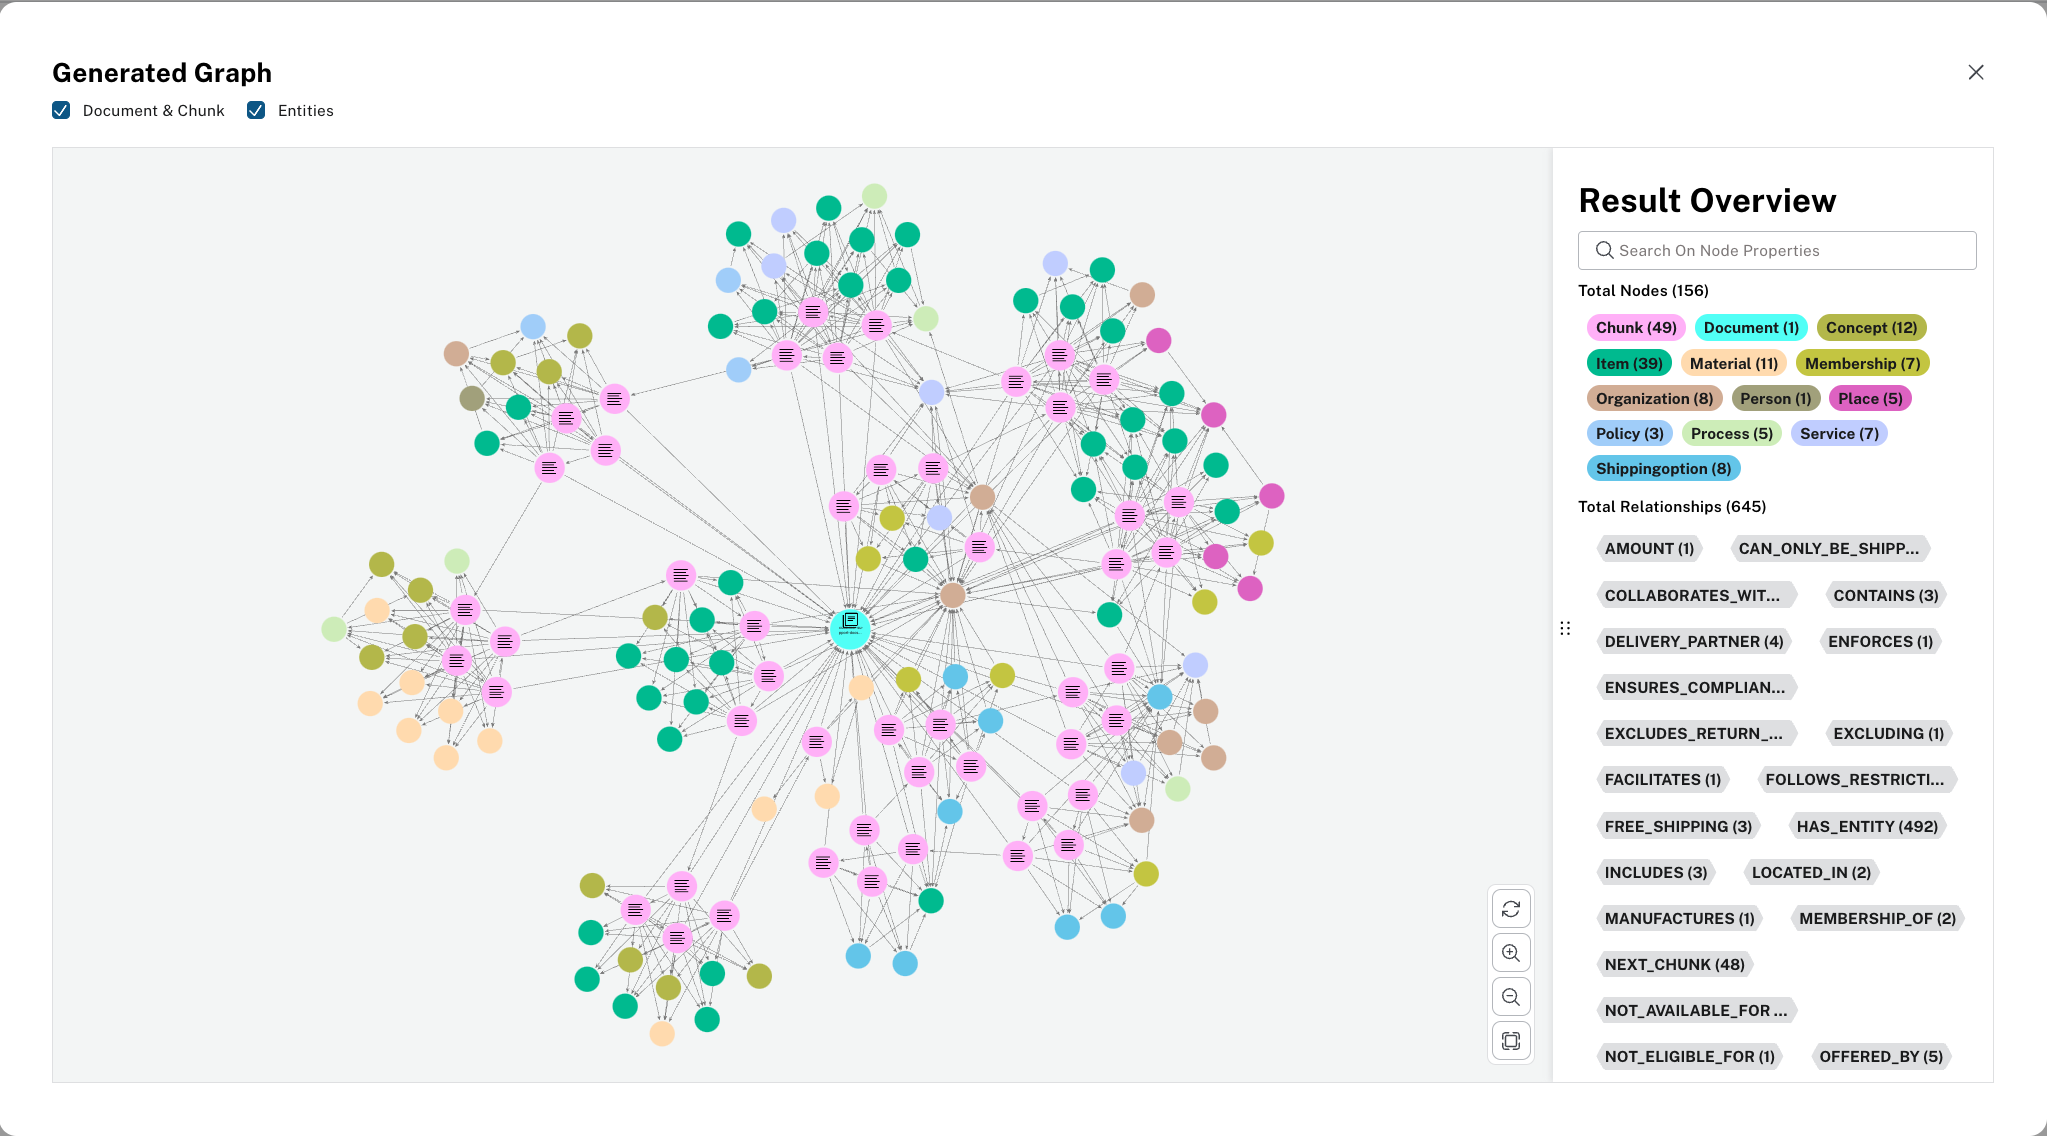 Generated Graph
Document & Chunk Entities
Result Overview
Search On Node Properties
Total Nodes (156)
Chunk (49) Document (1) Concept (12)
Item (39) Material (11) Membership (7)
Organization (8) Person (1) Place (5)
Policy (3) Process (5) Service (7)
Shippingoption (8)
Total Relationships (645)
AMOUNT (1) CAN_ONLY_BE_SHIPP...
COLLABORATES_WIT... CONTAINS (3)
DELIVERY_PARTNER (4) ENFORCES (1)
ENSURES_COMPLIAN...
EXCLUDES_RETURN_... EXCLUDING (1)
FACILITATES (1) FOLLOWS_RESTRICTI...
FREE_SHIPPING (3) HAS_ENTITY (492)
INCLUDES (3) LOCATED_IN (2)
MANUFACTURES (1) MEMBERSHIP_OF (2)
NEXT_CHUNK (48)
NOT_AVAILABLE_FOR ...
NOT_ELIGIBLE_FOR (1) OFFERED_BY (5)